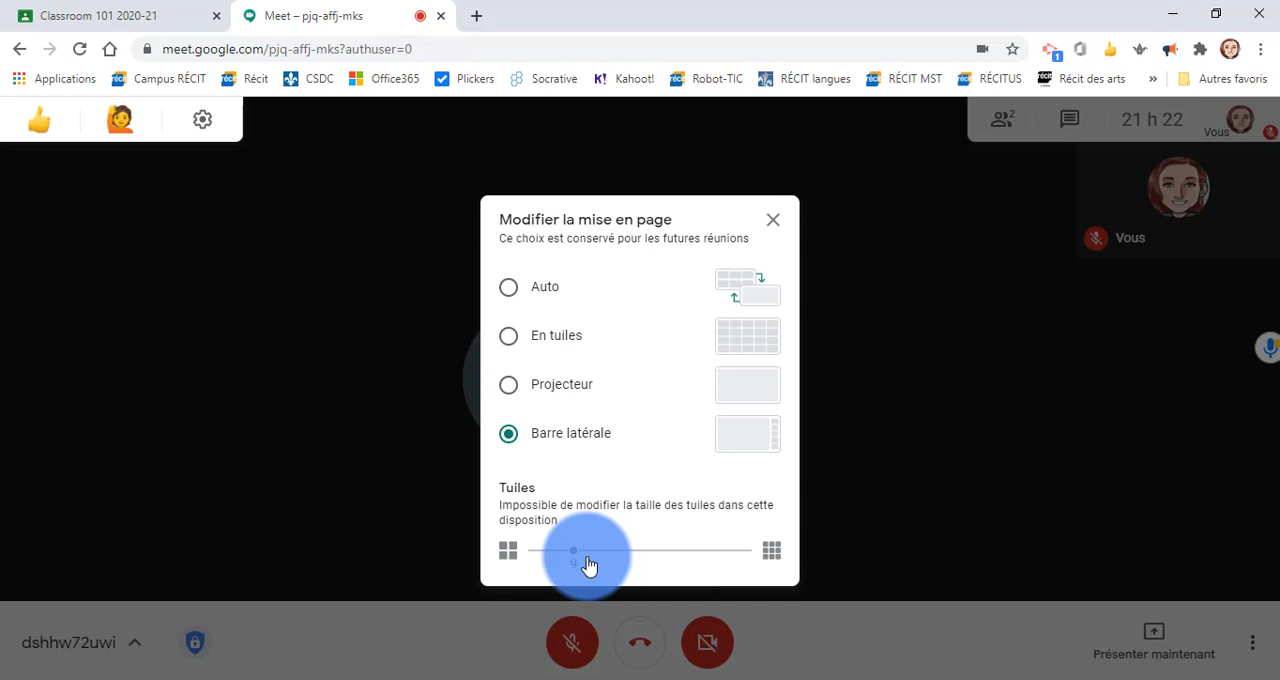 Classroom 101 2020-21
Meet – pjq-affj-mks
meet.google.com/pjq-affj-mks?authuser=0
1
Applications
Campus RÉCIT
Récit
CSDC
Office365
Plickers
Socrative
K! Kahoot!
Robot-TIC
RÉCIT langues
RÉCIT MST
RÉCITUS
Récit des arts
»
Autres favoris
2
21 h 22
Vous
Vous
Modifier la mise en page
Ce choix est conservé pour les futures réunions
Auto
En tuiles
Projecteur
Barre latérale
Tuiles
Impossible de modifier la taille des tuiles dans cette
disposition
9
dshhw72uwi
Présenter maintenant